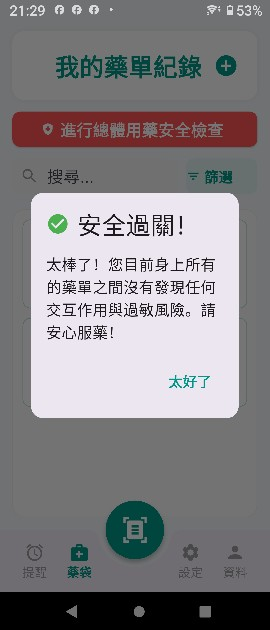 21:29
53%
我的藥單紀錄
進行總體用藥安全檢查
搜尋...
篩選
安全過關！
太棒了！您目前身上所有
的藥單之間沒有發現任何
交互作用與過敏風險。請
安心服藥！
太好了
提醒
藥袋
設定
資料